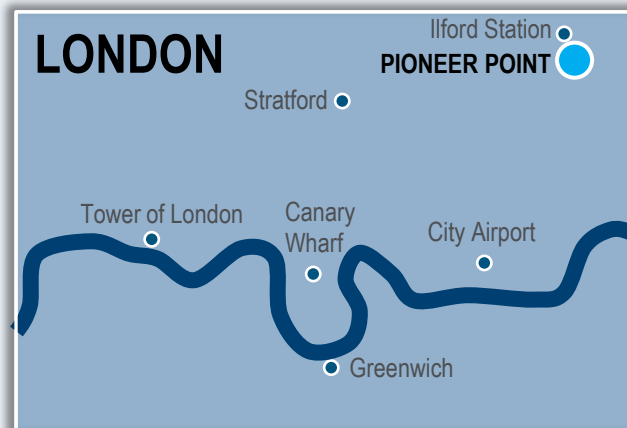 LONDON
Ilford Station
PIONEER POINT
Stratford
Tower of London
Canary
Wharf
City Airport
Greenwich